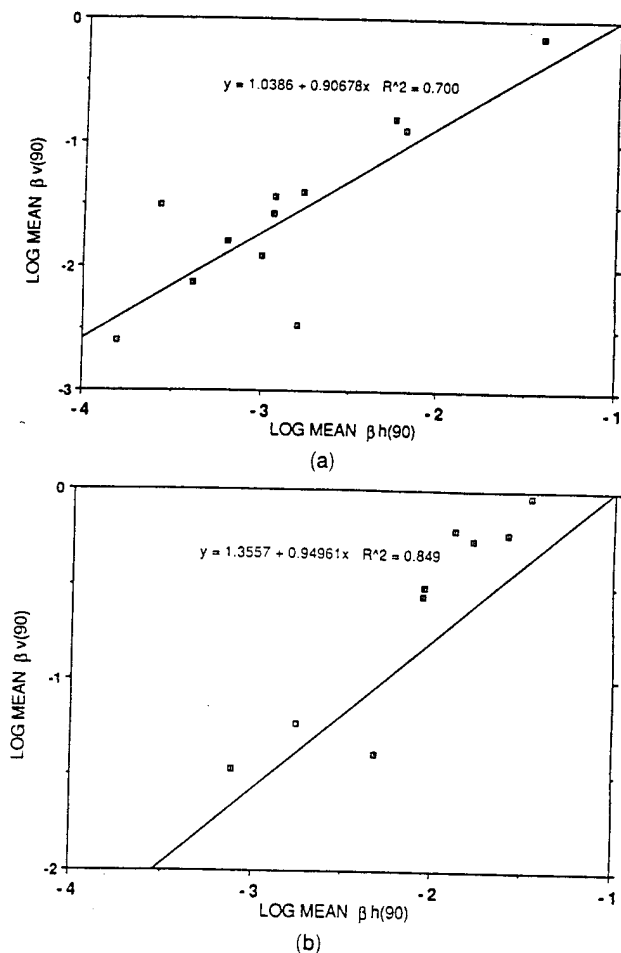 0
-1
-2
-3
LOG MEAN β v(90)
y = 1.0386 + 0.90678x R^2 = 0.700
-4
-3
-2
-1
LOG MEAN β h(90)
(a)
0
-1
-2
LOG MEAN β v(90)
y = 1.3557 + 0.94961x R^2 = 0.849
-4
-3
-2
-1
LOG MEAN β h(90)
(b)